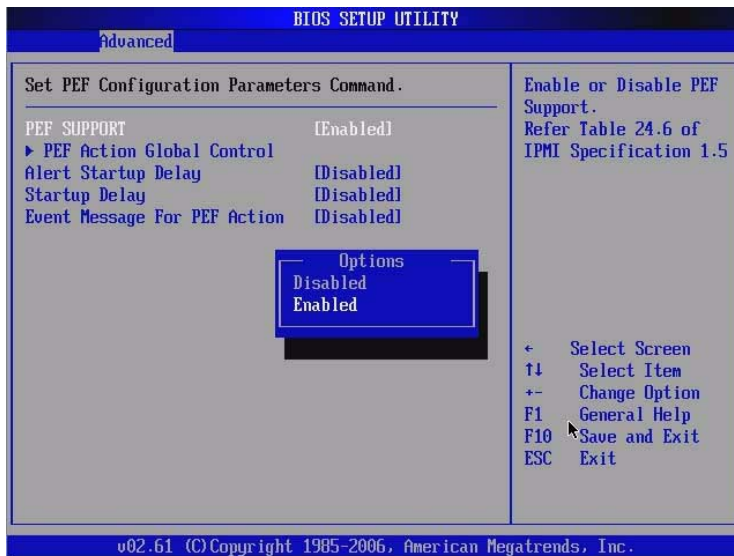 BIOS SETUP UTILITY
Advanced
Set PEF Configuration Parameters Command.
PEF SUPPORT [Enabled]
▶ PEF Action Global Control
Alert Startup Delay [Disabled]
Startup Delay [Disabled]
Event Message For PEF Action [Disabled]
Options
Disabled
Enabled
Enable or Disable PEF
Support.
Refer Table 24.6 of
IPMI Specification 1.5
← Select Screen
↑↓ Select Item
+- Change Option
F1 General Help
F10 Save and Exit
ESC Exit
v02.61 (C)Copyright 1985-2006, American Megatrends, Inc.